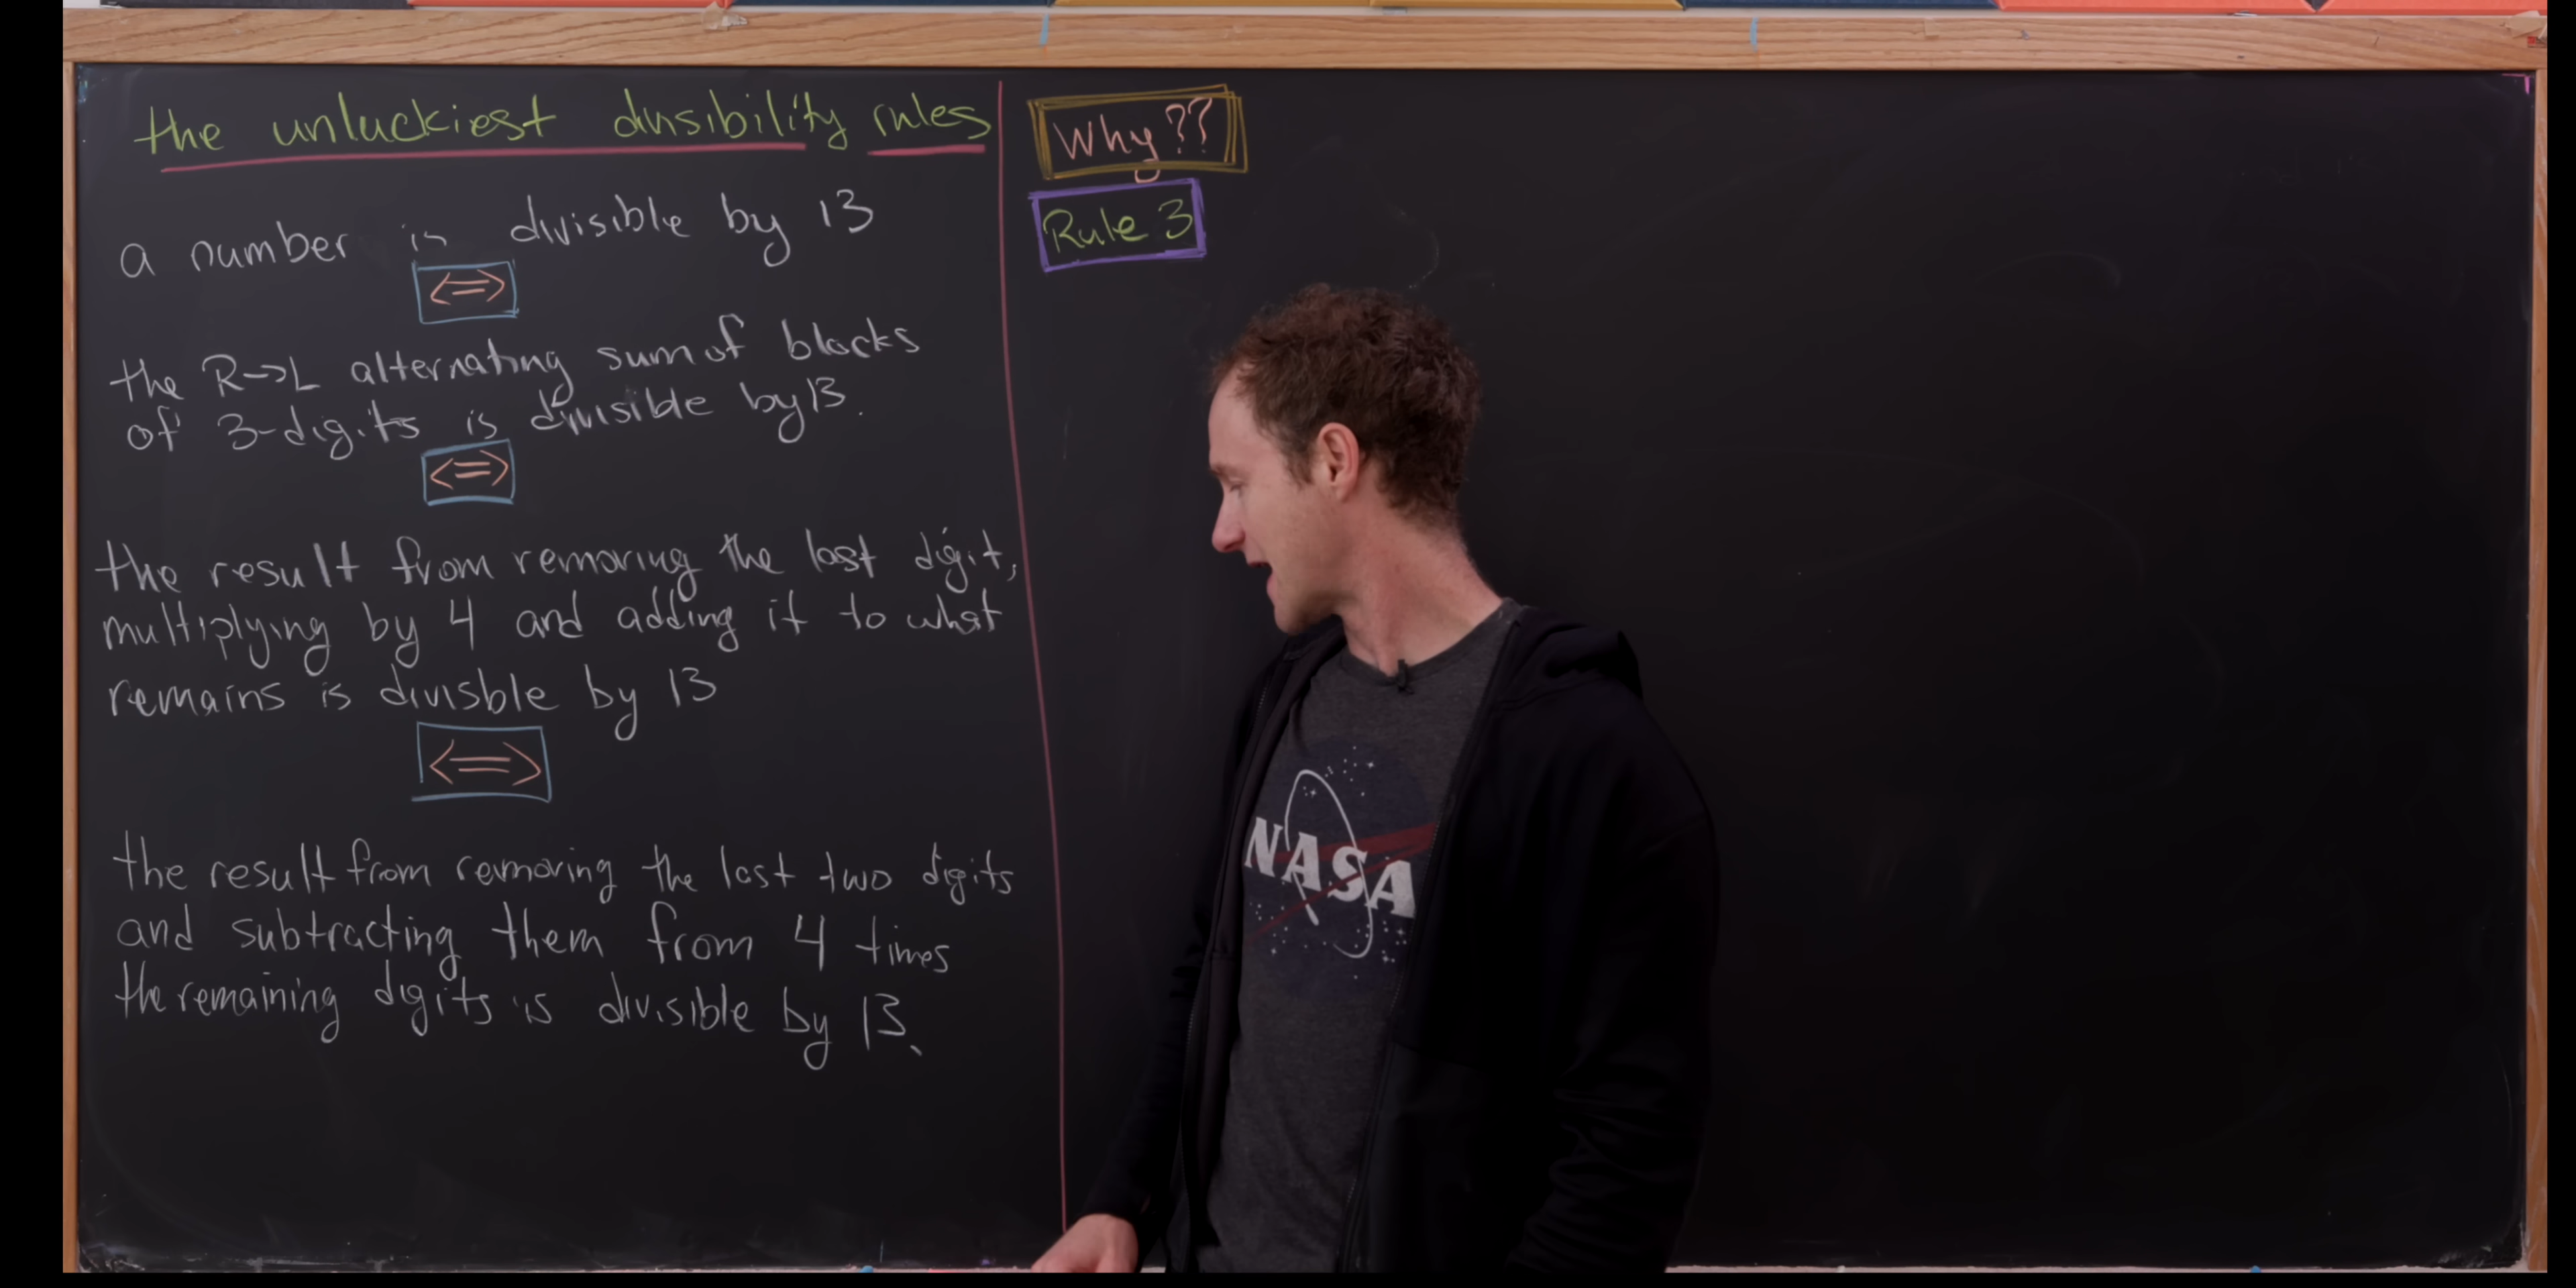 the unluckiest divsibility rules
a number is divisible by 13
<=>
the R->L alternating sum of blocks
of 3-digits is divisible by 13.
<=>
the result from removing the last digit,
multiplying by 4 and adding it to what
remains is divisble by 13
<=>
the result from removing the last two digits
and subtracting them from 4 times
the remaining digits is divisible by 13.
Why??
Rule 3
NASA